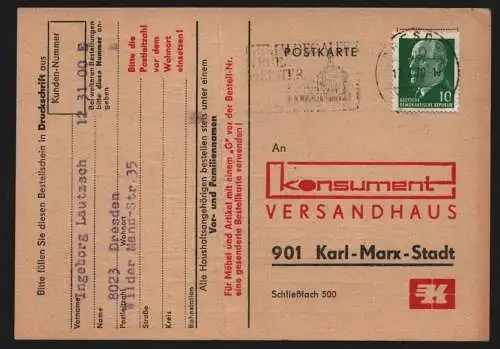 POSTKARTE
10
DEUTSCHE
DEMOKRATISCHE REPUBLIK
An
konsument
VERSANDHAUS
901 Karl-Marx-Stadt
Schließfach 500
Bitte füllen Sie diesen Bestellschein in Druckschrift aus
Kunden-Nummer
12 31 00 E
Bei weiteren Bestellungen
bitte diese Nummer an-
geben
Bitte die
Postleitzahl
vor dem
Wohnort
einsetzen!
Ingeborg Lautzsch
Vorname
Name
8023 Dresden
Postleitzahl Wohnort
Wilder Mann-Str.35
Straße
Kreis
Bahnstation
Alle Haushaltsangehörigen bestellen stets unter einem
Vor- und Familiennamen
Für Möbel und Artikel mit einem „G" vor der Bestell-Nr.
eine gesonderte Bestellkarte verwenden!